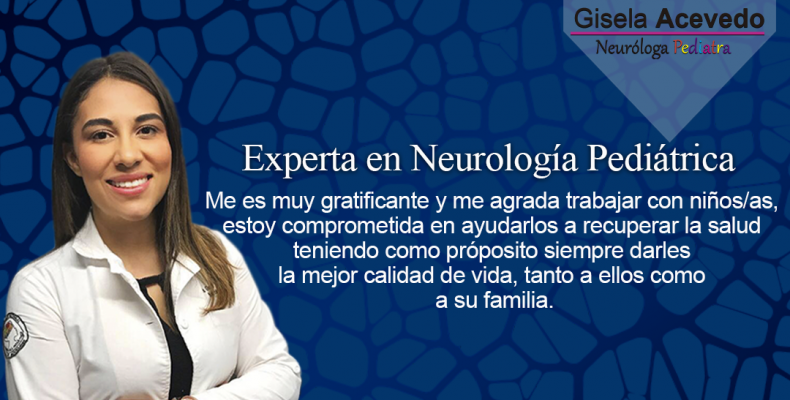 Gisela Acevedo
Neuróloga Pediatra
Experta en Neurología Pediátrica
Me es muy gratificante y me agrada trabajar con niños/as,
estoy comprometida en ayudarlos a recuperar la salud
teniendo como próposito siempre darles
la mejor calidad de vida, tanto a ellos como
a su familia.